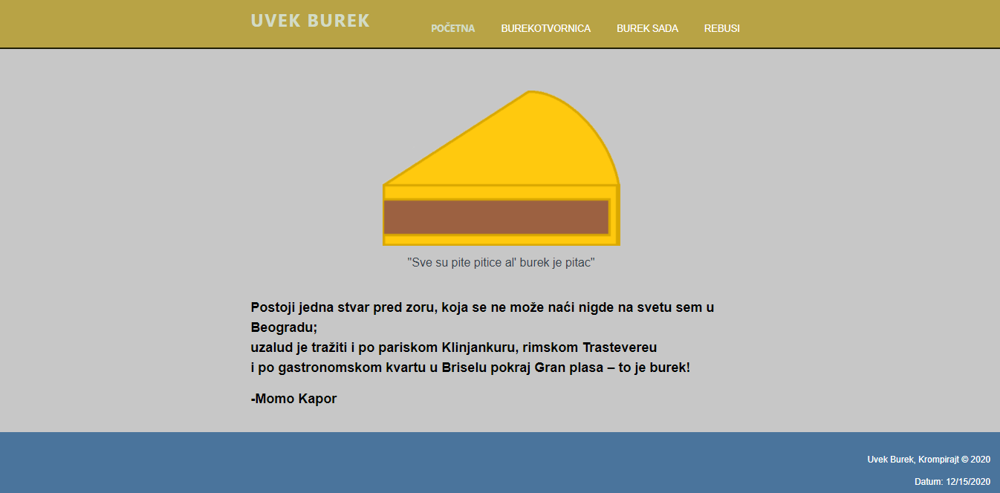 UVEK BUREK
POČETNA BUREKOTVORNICA BUREK SADA REBUSI
"Sve su pite pitice al' burek je pitac"
Postoji jedna stvar pred zoru, koja se ne može naći nigde na svetu sem u
Beogradu;
uzalud je tražiti i po pariskom Klinjankuru, rimskom Trastevereu
i po gastronomskom kvartu u Briselu pokraj Gran plasa – to je burek!
-Momo Kapor
Uvek Burek, Krompirajt © 2020
Datum: 12/15/2020